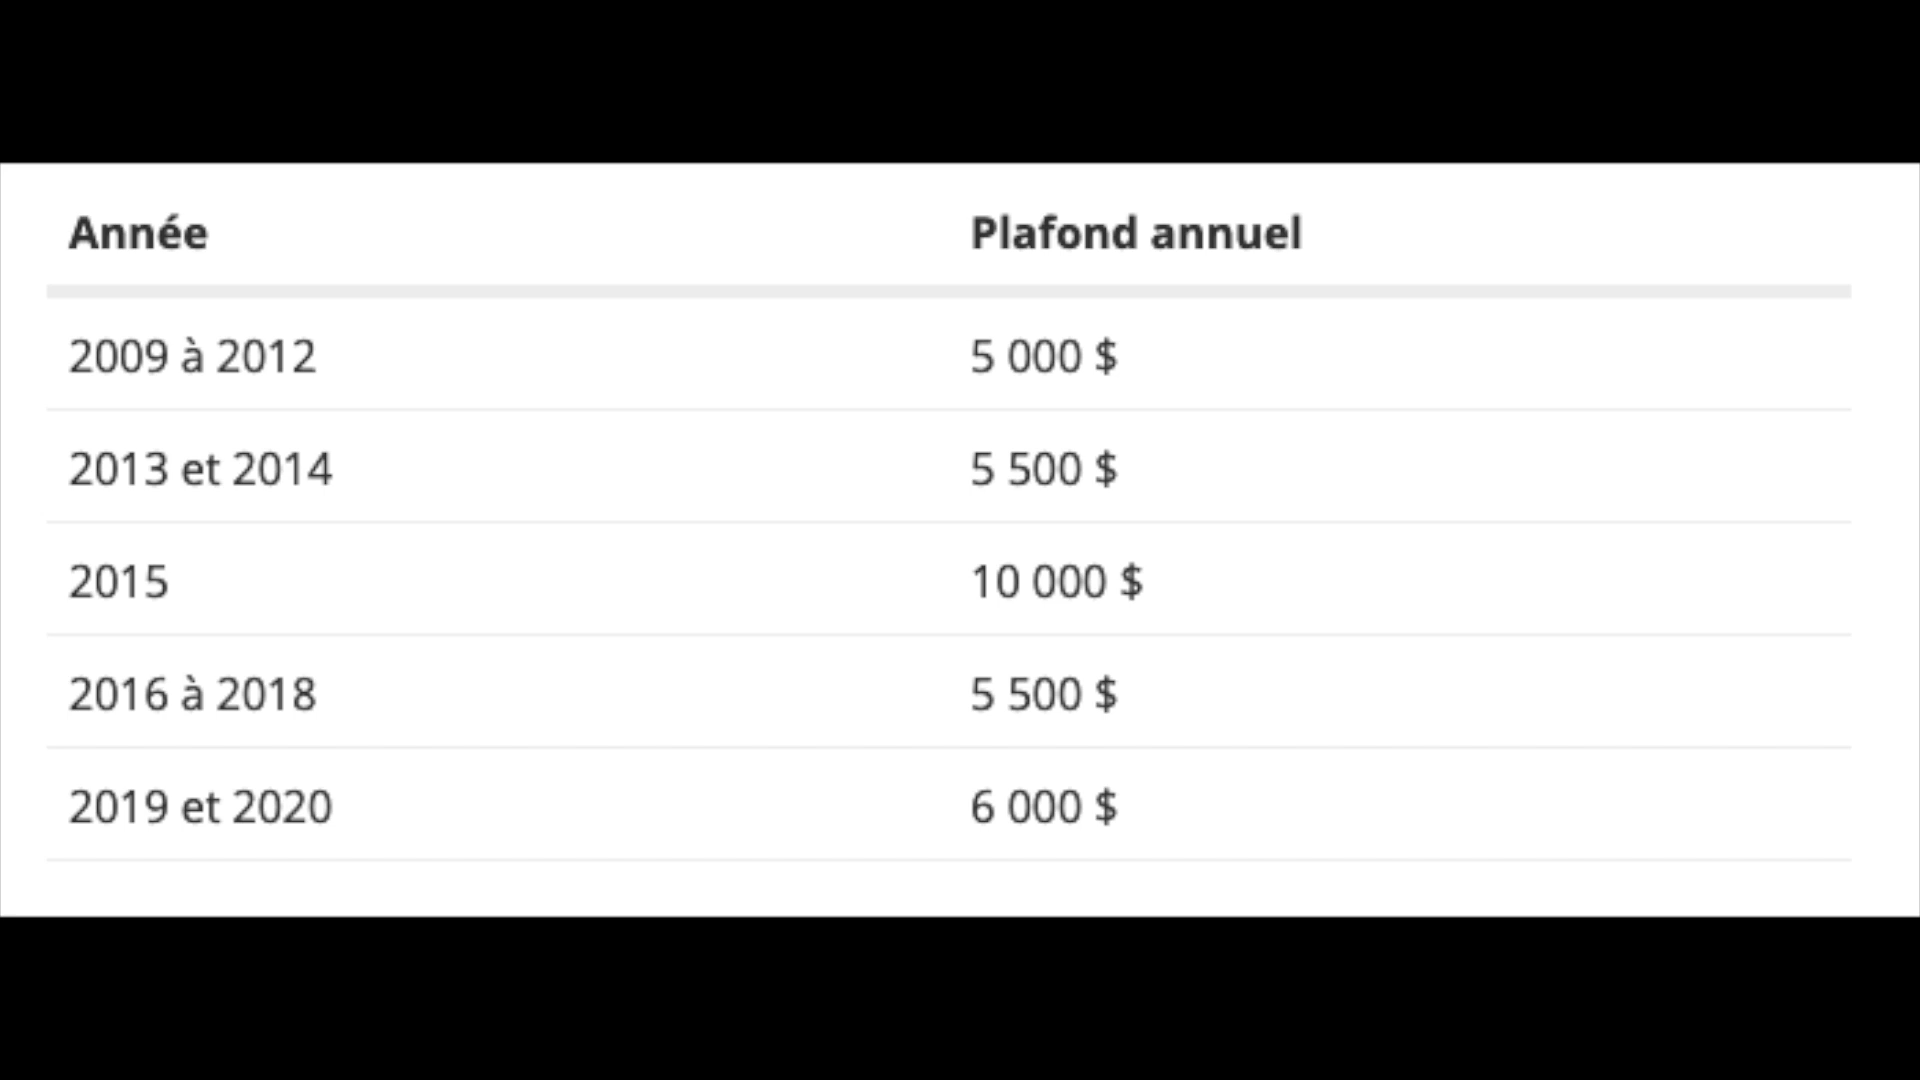 Année Plafond annuel
2009 à 2012 5 000 $
2013 et 2014 5 500 $
2015 10 000 $
2016 à 2018 5 500 $
2019 et 2020 6 000 $